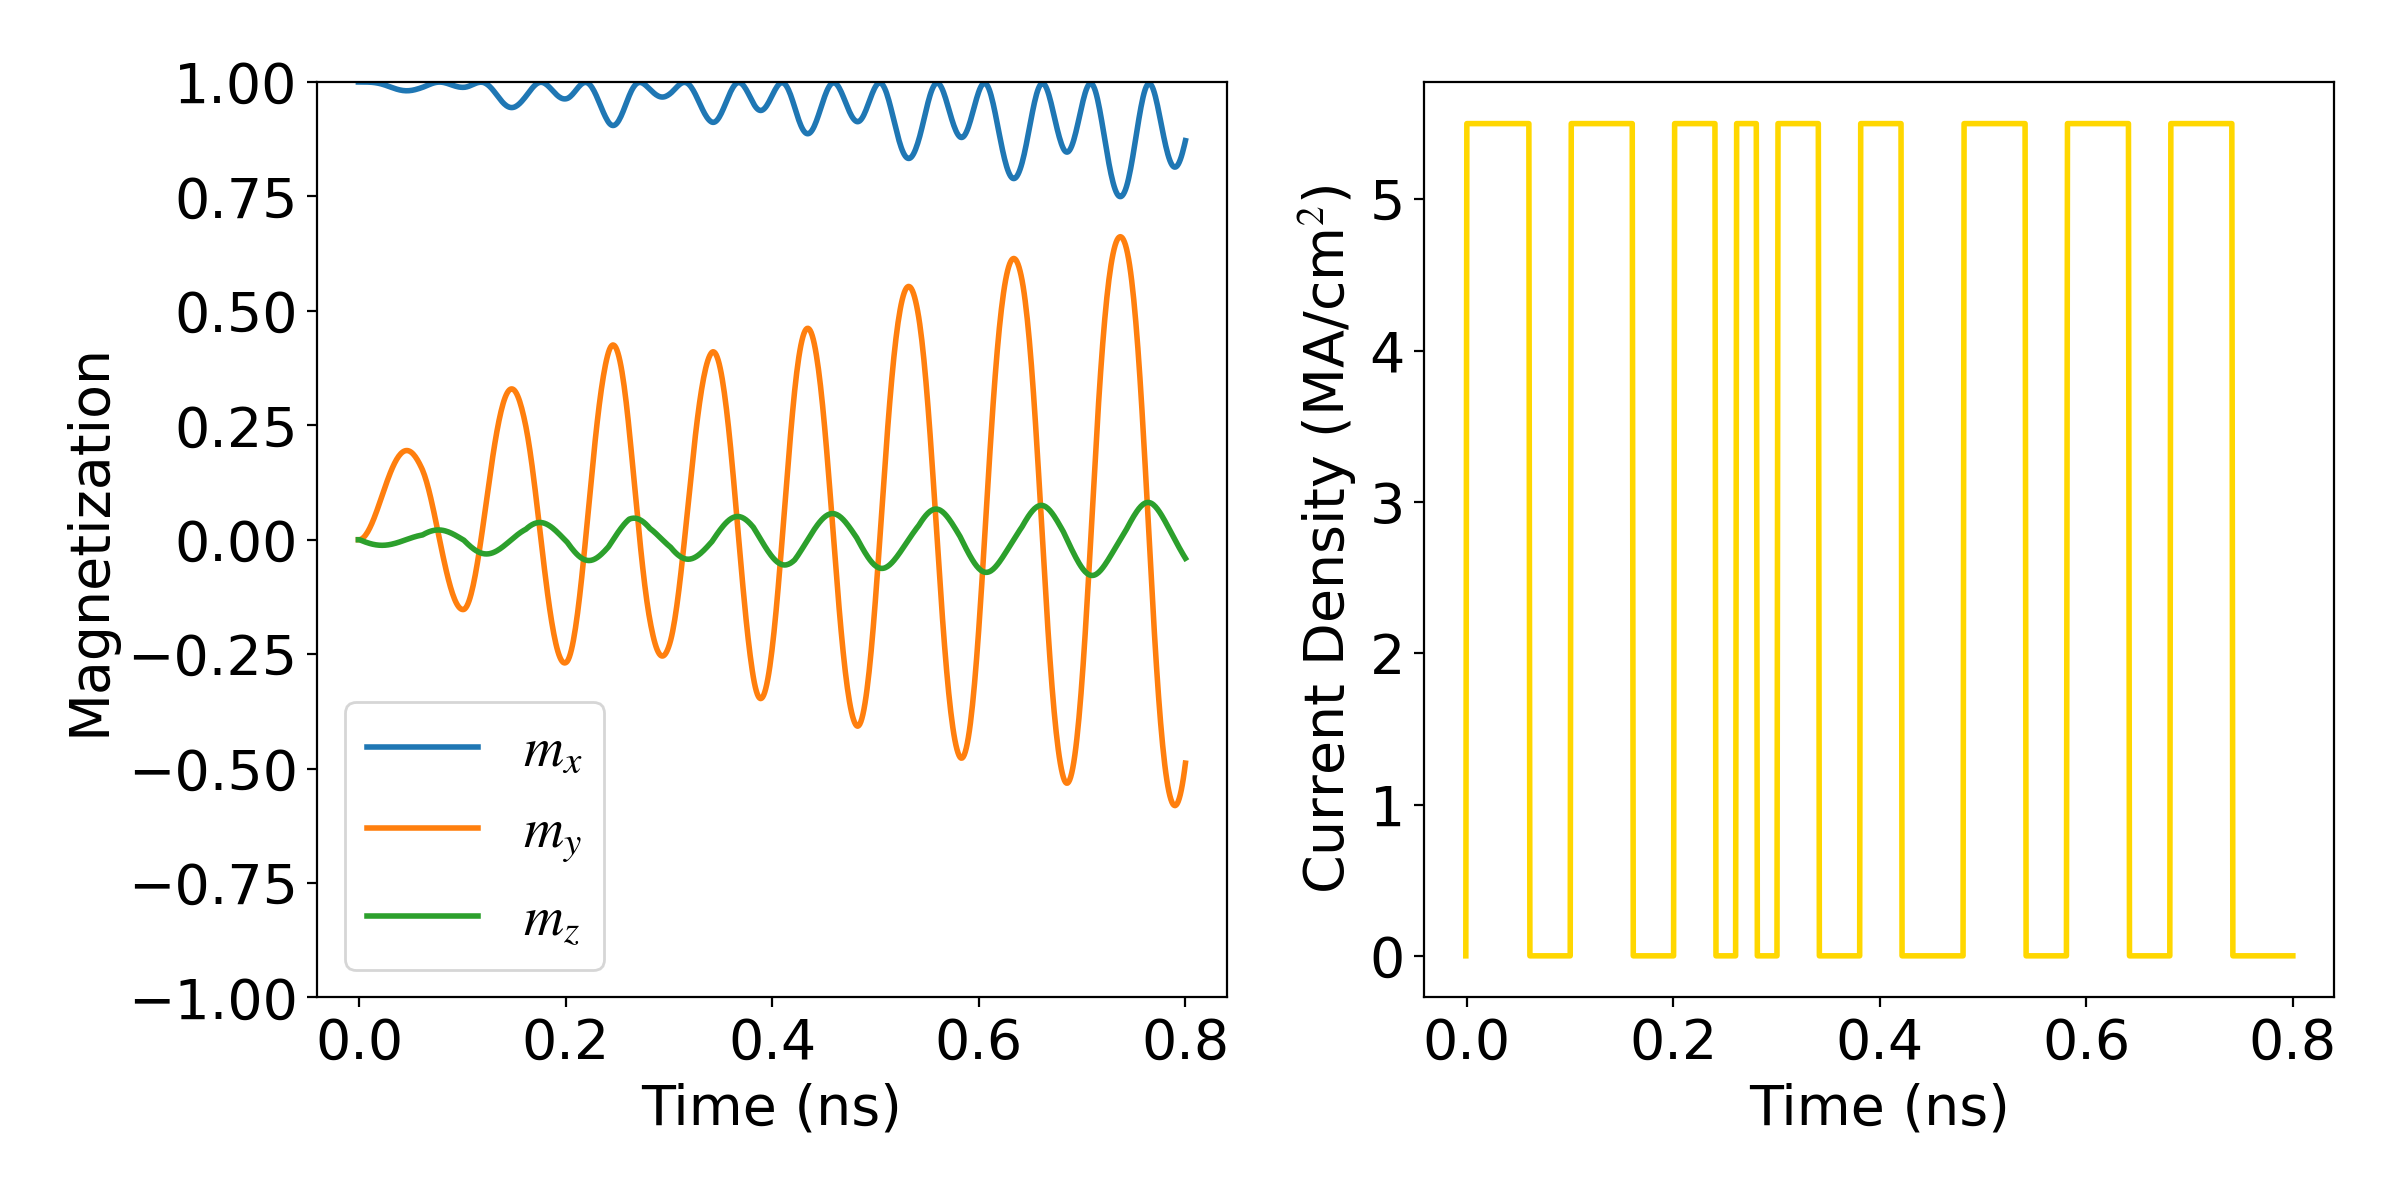 1.00
0.75
0.50
0.25
0.00
−0.25
−0.50
−0.75
−1.00
Magnetization
0.0 0.2 0.4 0.6 0.8
Time (ns)
mₓ
m_y
m_z
5
4
3
2
1
0
Current Density (MA/cm²)
0.0 0.2 0.4 0.6 0.8
Time (ns)